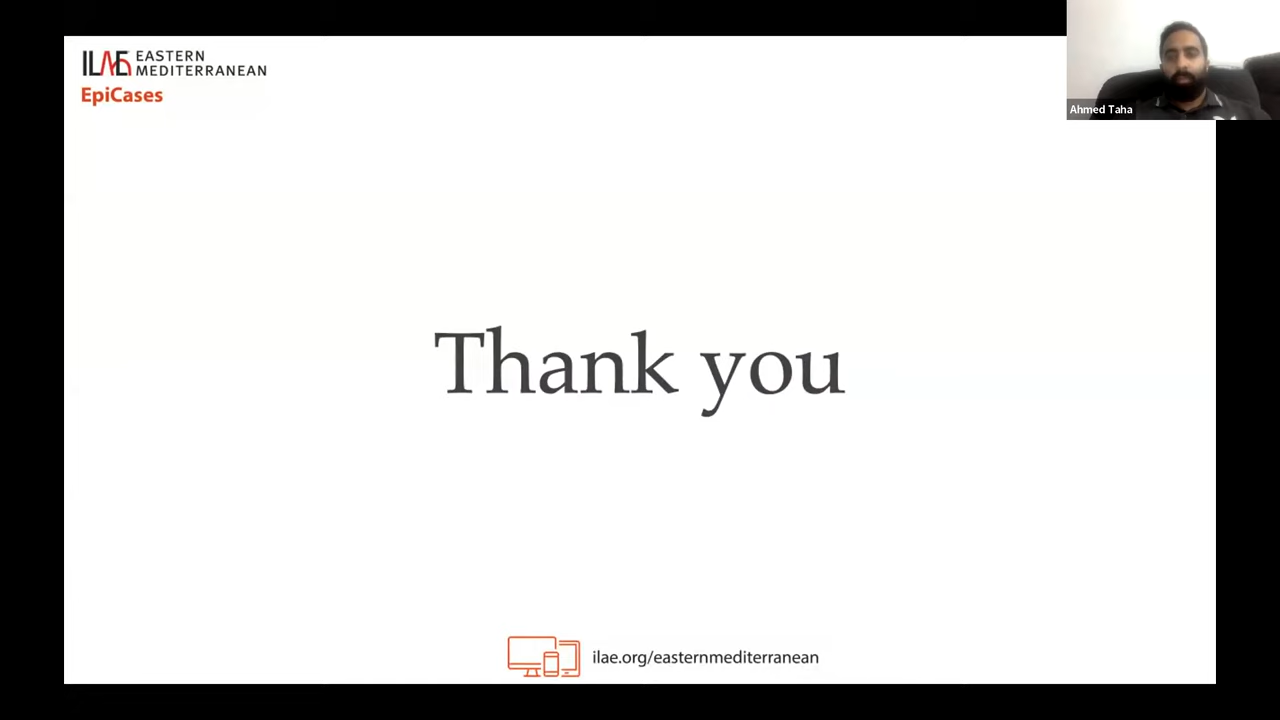 ILAE EASTERN
MEDITERRANEAN
EpiCases
Ahmed Taha
Thank you
ilae.org/easternmediterranean